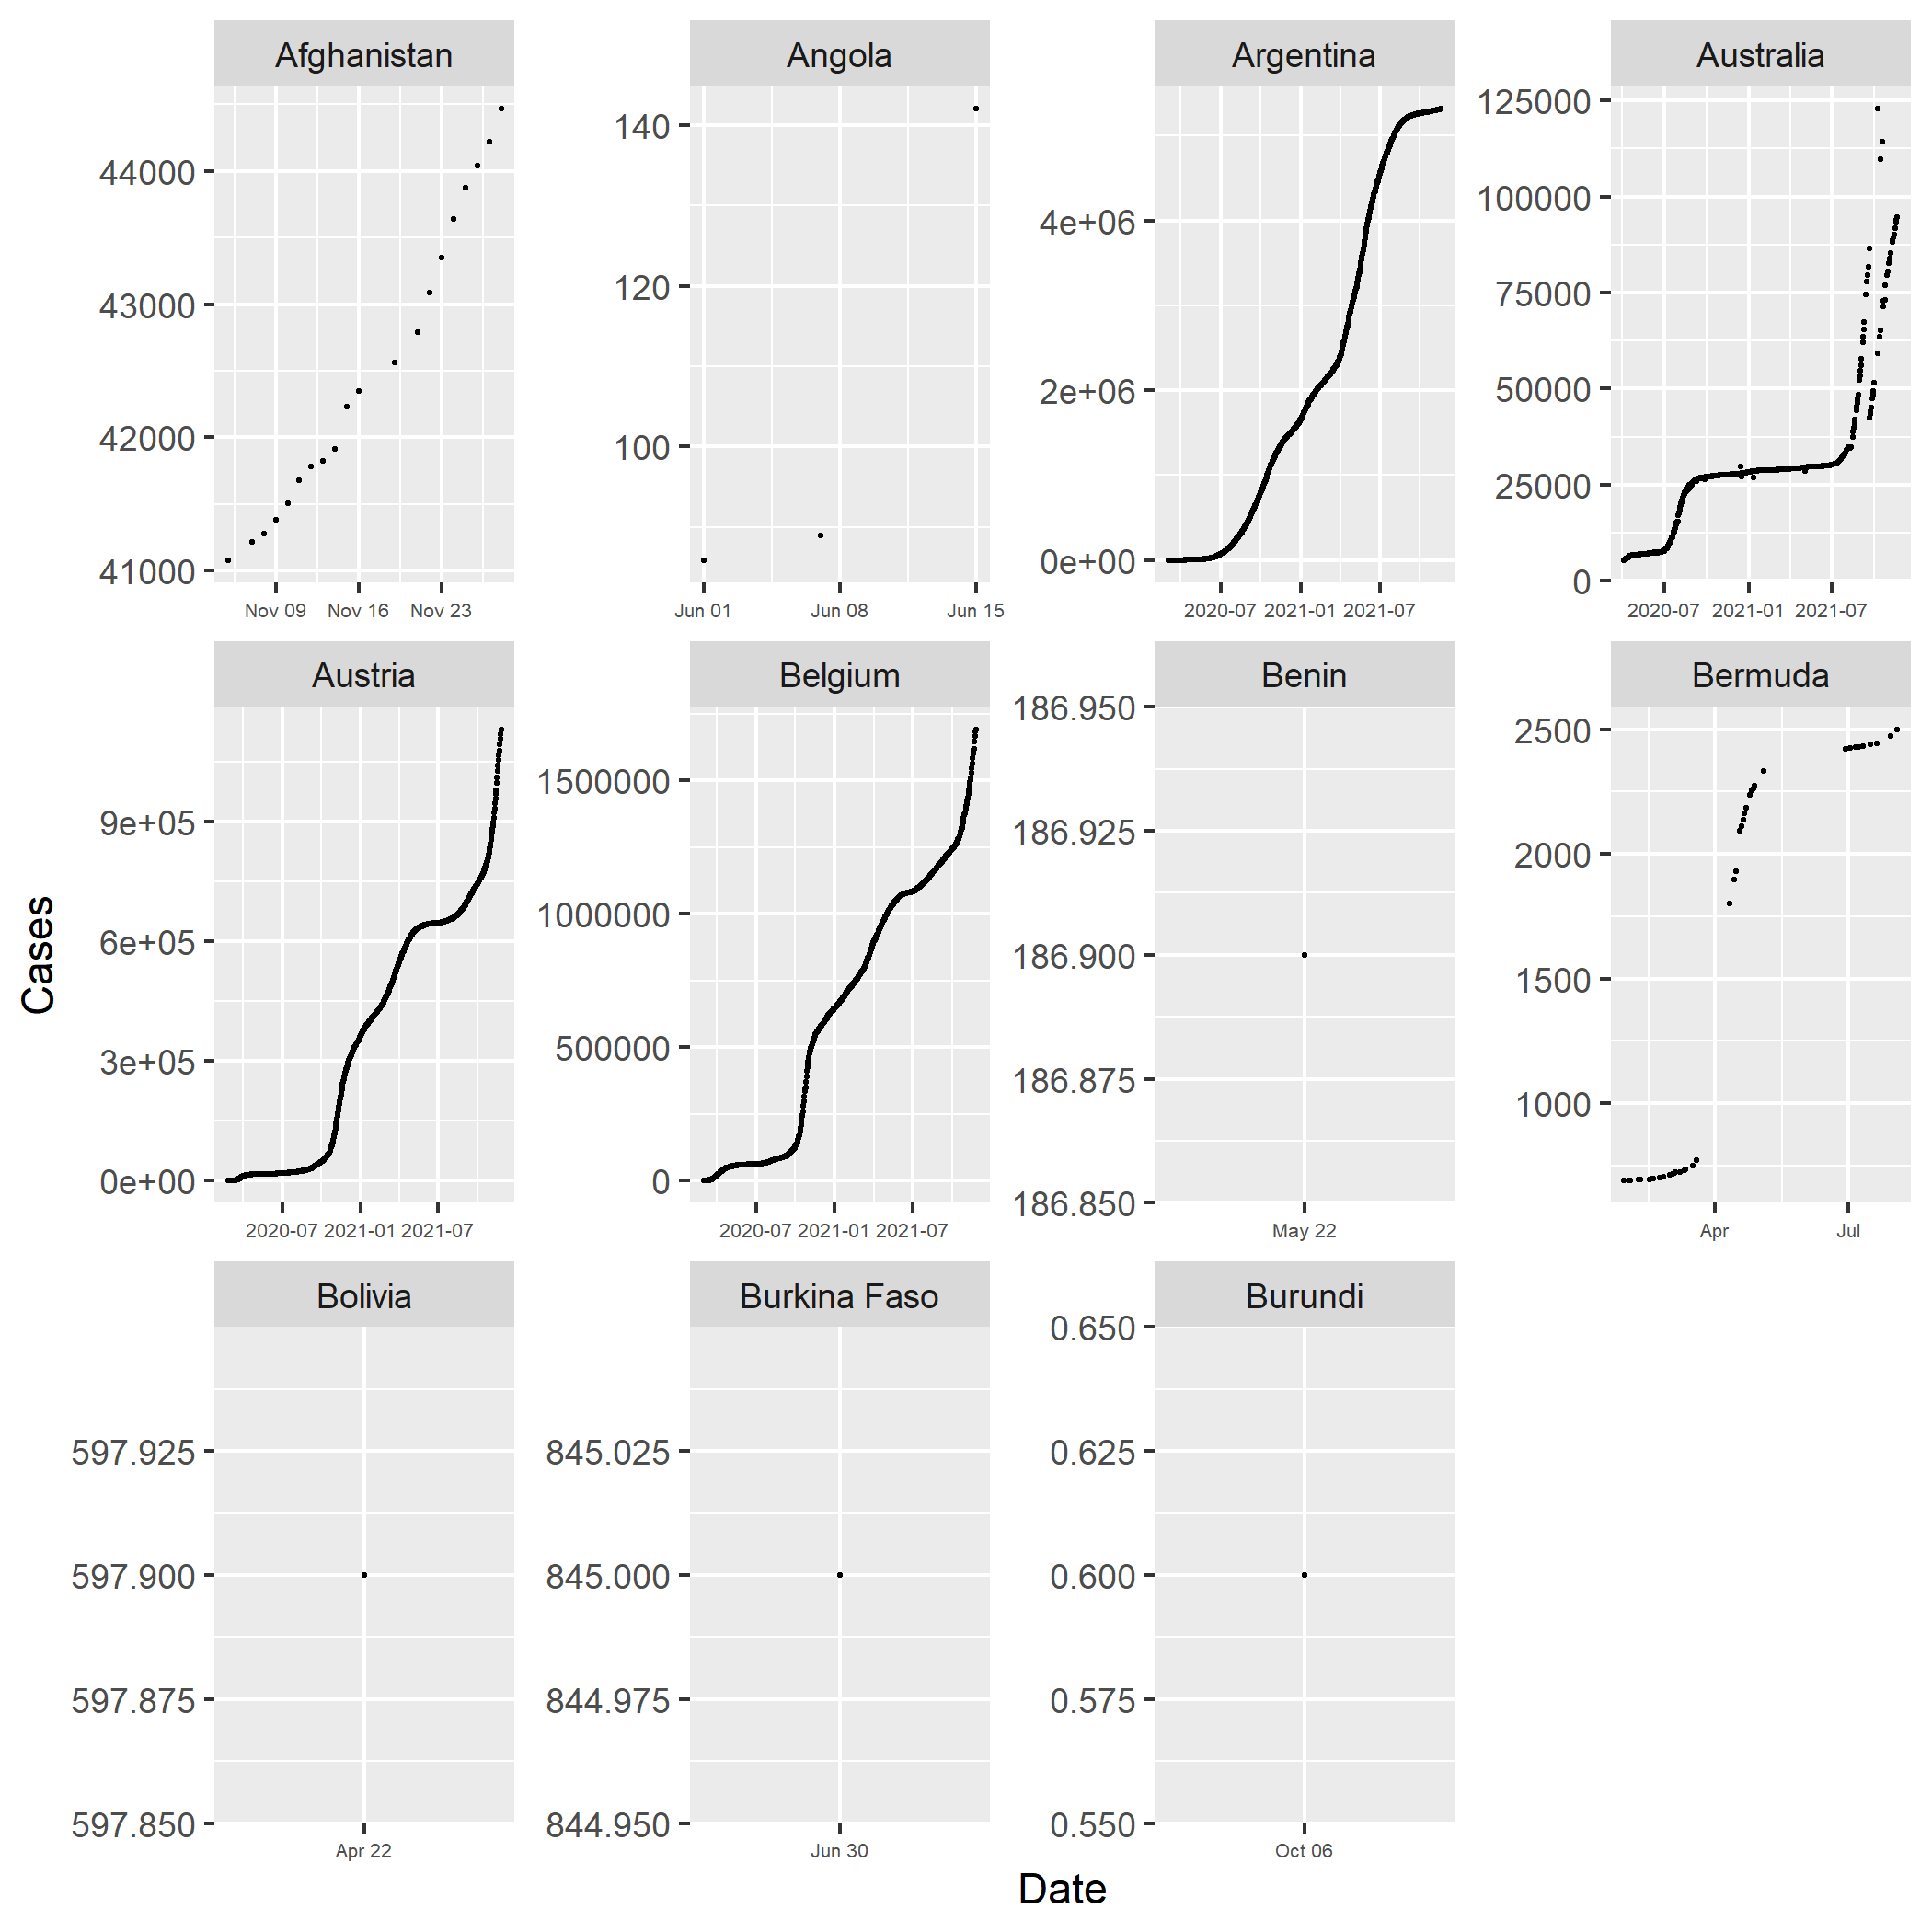 Afghanistan Angola Argentina Australia
44000
43000
42000
41000
Nov 09 Nov 16 Nov 23
140
120
100
Jun 01 Jun 08 Jun 15
4e+06
2e+06
0e+00
2020-07 2021-01 2021-07
125000
100000
75000
50000
25000
0
2020-07 2021-01 2021-07
Austria Belgium Benin Bermuda
9e+05
6e+05
3e+05
0e+00
2020-07 2021-01 2021-07
1500000
1000000
500000
0
2020-07 2021-01 2021-07
186.950
186.925
186.900
186.875
186.850
May 22
2500
2000
1500
1000
Apr Jul
Bolivia Burkina Faso Burundi
597.925
597.900
597.875
597.850
Apr 22
845.025
845.000
844.975
844.950
Jun 30
0.650
0.625
0.600
0.575
0.550
Oct 06
Cases
Date